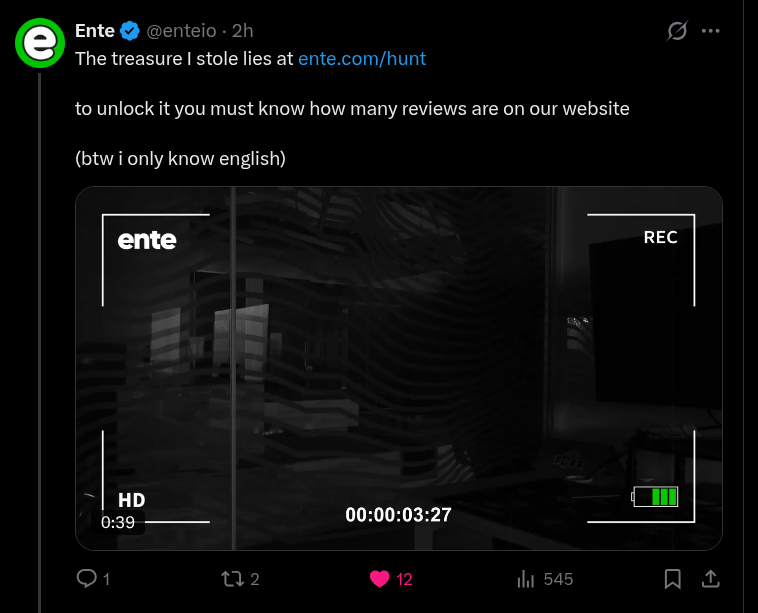 Ente @enteio · 2h
The treasure I stole lies at ente.com/hunt
to unlock it you must know how many reviews are on our website
(btw i only know english)
ente
REC
HD
0:39
00:00:03:27
1
2
12
545